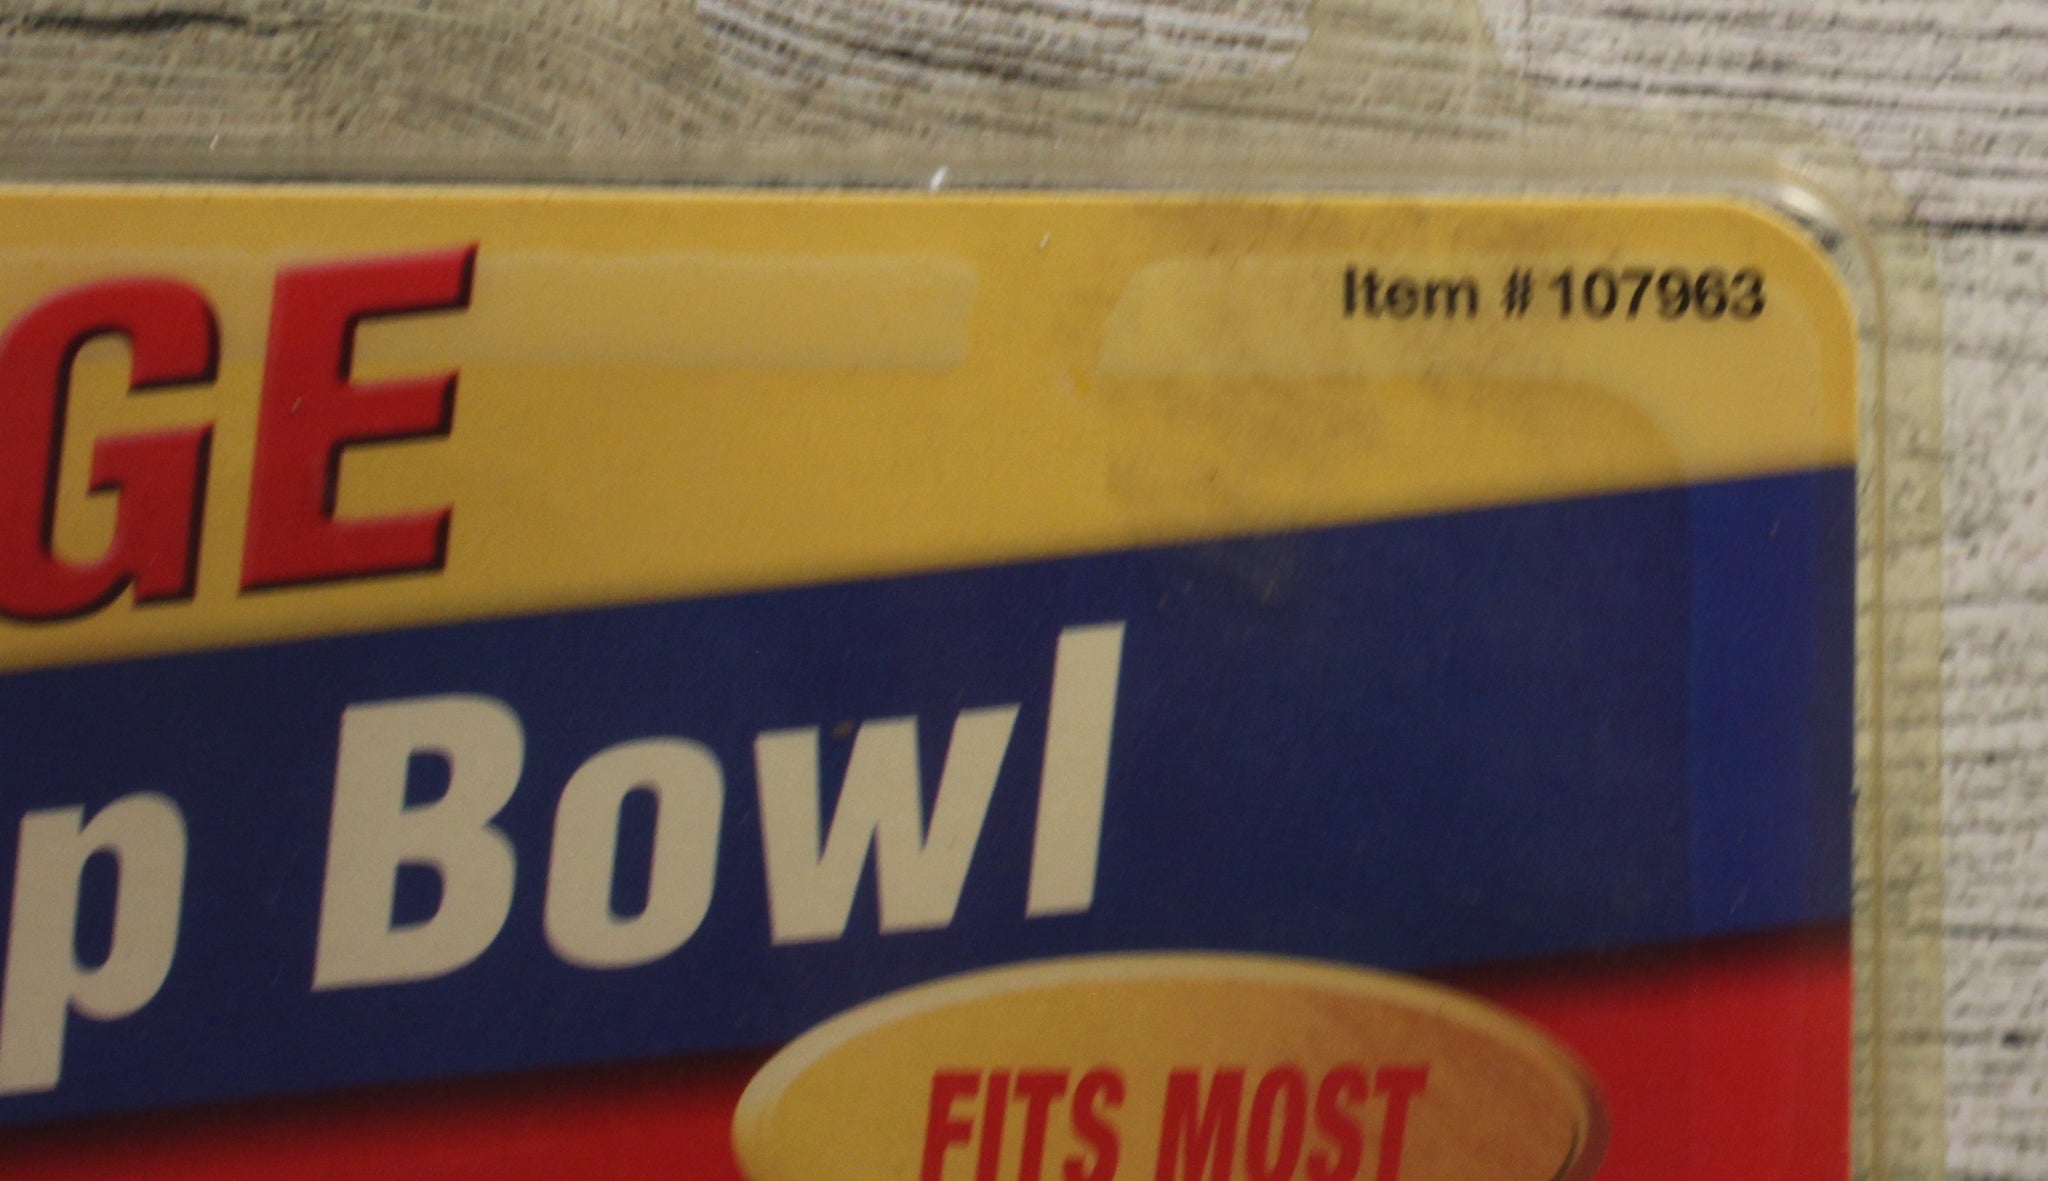 Item #107963
GE
p Bowl
FITS MOST